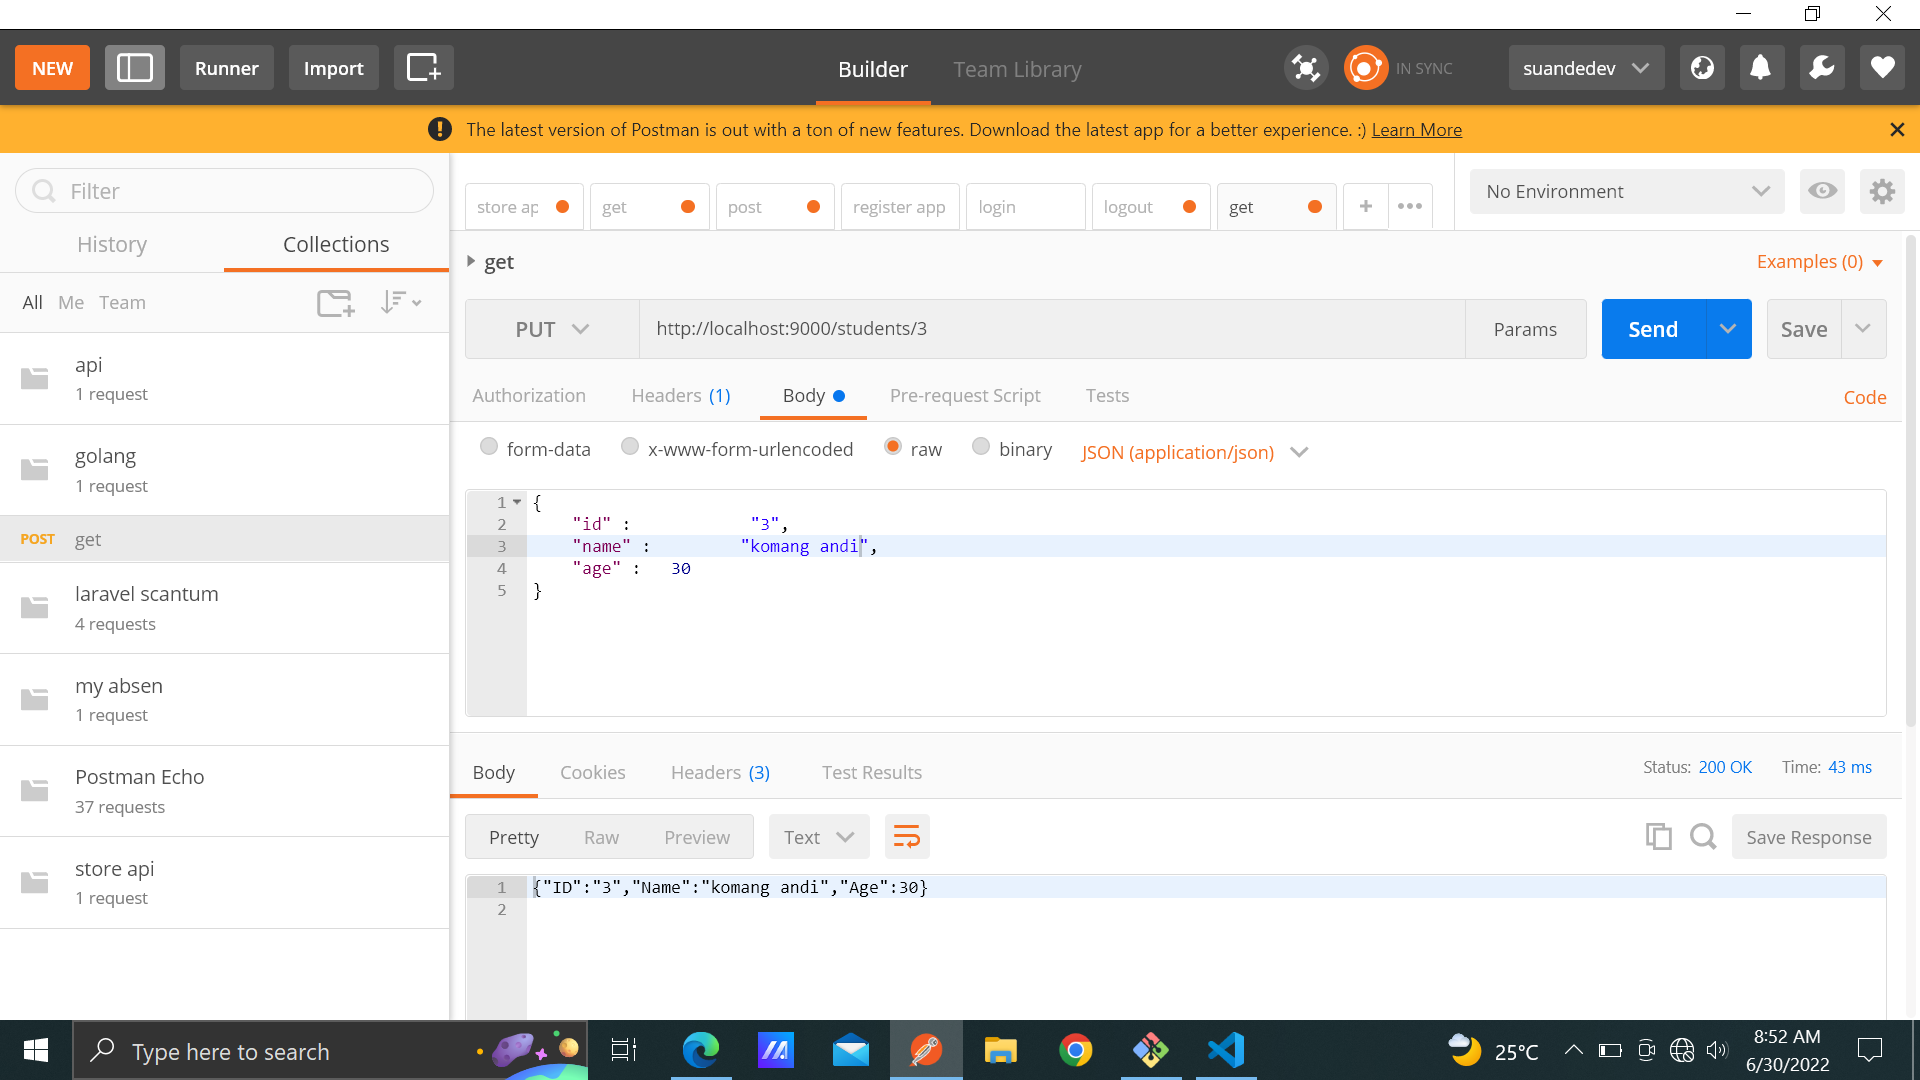 NEW Runner Import Builder Team Library IN SYNC suandedev
The latest version of Postman is out with a ton of new features. Download the latest app for a better experience. :) Learn More
Filter
History Collections
All Me Team
api
1 request
golang
1 request
POST get
laravel scantum
4 requests
my absen
1 request
Postman Echo
37 requests
store api
1 request
store ap get post register app login logout get + •••
No Environment
get
Examples (0)
PUT http://localhost:9000/students/3 Params Send Save
Authorization Headers (1) Body Pre-request Script Tests Code
form-data x-www-form-urlencoded raw binary JSON (application/json)
1 {
2 "id" : "3",
3 "name" : "komang andi",
4 "age" : 30
5 }
Body Cookies Headers (3) Test Results Status: 200 OK Time: 43 ms
Pretty Raw Preview Text Save Response
1 {"ID":"3","Name":"komang andi","Age":30}
2
Type here to search
25°C
8:52 AM
6/30/2022